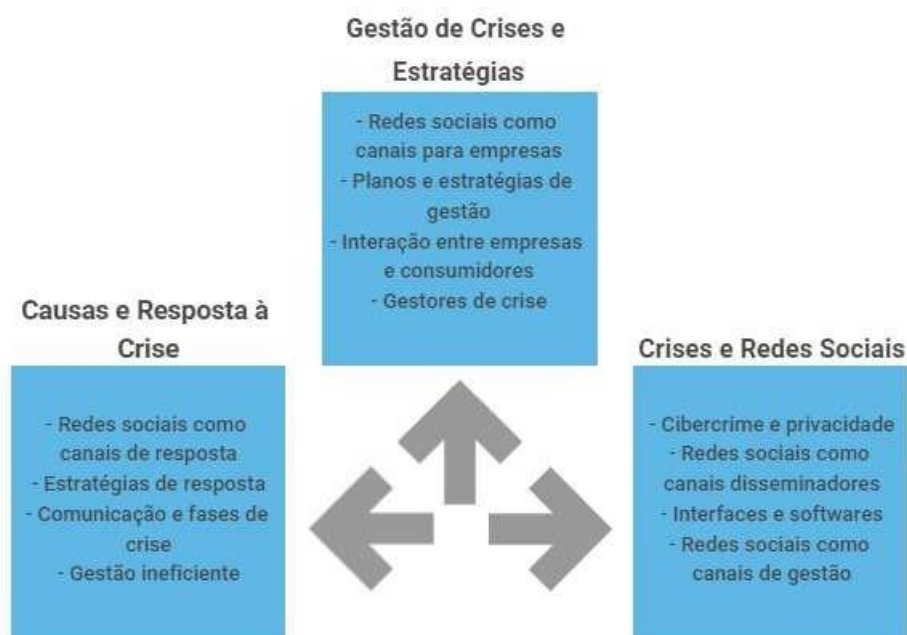 Gestão de Crises e
Estratégias
- Redes sociais como
canais para empresas
- Planos e estratégias de
gestão
- Interação entre empresas
e consumidores
- Gestores de crise
Causas e Resposta à
Crise
- Redes sociais como
canais de resposta
- Estratégias de resposta
- Comunicação e fases de
crise
- Gestão ineficiente
Crises e Redes Sociais
- Cibercrime e privacidade
- Redes sociais como
canais disseminadores
- Interfaces e softwares
- Redes sociais como
canais de gestão